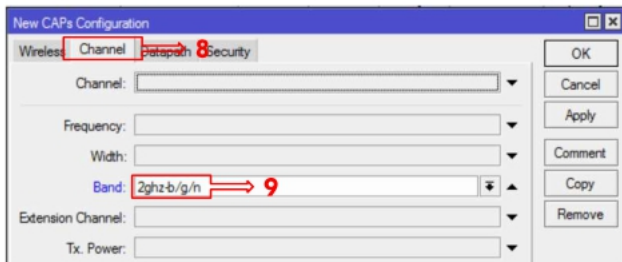 New CAPs Configuration
Wireless Channel Datapath Security
8
OK
Channel:
Cancel
Frequency:
Apply
Width:
Comment
Band: 2ghz-b/g/n
9
Copy
Extension Channel:
Remove
Tx. Power: